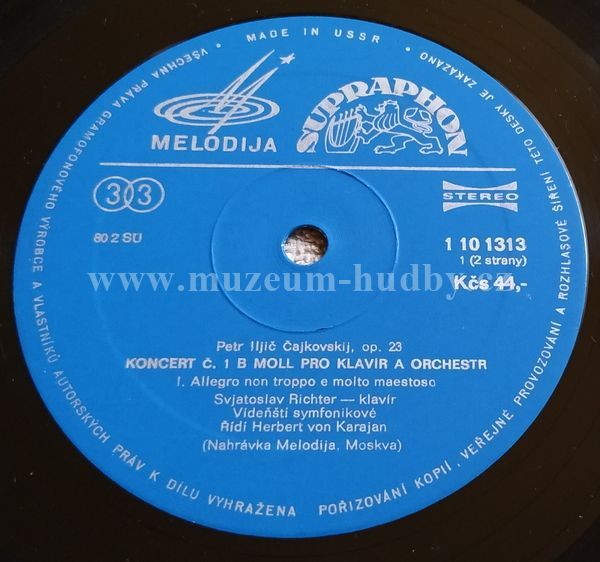 VŠECHNA PRÁVA GRAMOFONOVÉHO VÝROBCE A VLASTNÍKŮ AUTORSKÝCH PRÁV K DÍLU VYHRAŽENA
MADE IN USSR
POŘIZOVÁNÍ KOPIÍ, VEŘEJNÉ PROVOZOVÁNÍ A ROZHLASOVÉ ŠÍŘENÍ TÉTO DESKY JE ZAKÁZÁNO
MELODIJA
SUPRAPHON
33
STEREO
80 2 SU
1 10 1313
1 (2 strany)
www.muzeum-hudby.cz
Kčs 44,-
Petr Iljič Čajkovskij, op. 23
KONCERT Č. 1 B MOLL PRO KLAVÍR A ORCHESTR
I. Allegro non troppo e molto maestoso
Svjatoslav Richter — klavír
Vídeňští symfonikové
Řídí Herbert von Karajan
(Nahrávka Melodija, Moskva)